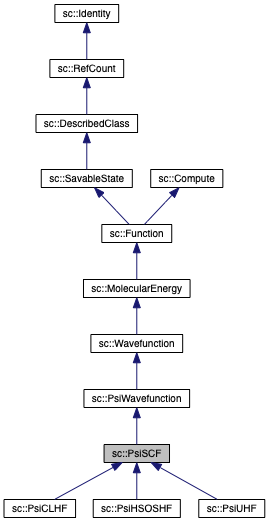 sc::Identity
sc::RefCount
sc::DescribedClass
sc::SavableState
sc::Compute
sc::Function
sc::MolecularEnergy
sc::Wavefunction
sc::PsiWavefunction
sc::PsiSCF
sc::PsiCLHF
sc::PsiHSOSHF
sc::PsiUHF